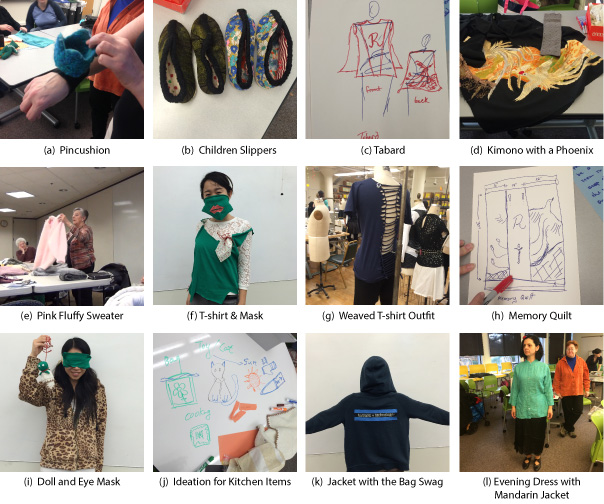 (a) Pincushion
(b) Children Slippers
R
front
back
Tabard
(c) Tabard
(d) Kimono with a Phoenix
(e) Pink Fluffy Sweater
(f) T-shirt & Mask
(g) Weaved T-shirt Outfit
R
Memory Quilt
(h) Memory Quilt
(i) Doll and Eye Mask
(j) Ideation for Kitchen Items
(k) Jacket with the Bag Swag
(l) Evening Dress with
Mandarin Jacket